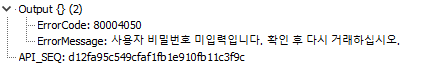 Output {} (2)
ErrorCode: 80004050
ErrorMessage: 사용자 비밀번호 미입력입니다. 확인 후 다시 거래하십시오.
API_SEQ: d12fa95c549cfaf1fb1e910fb11c3f9c